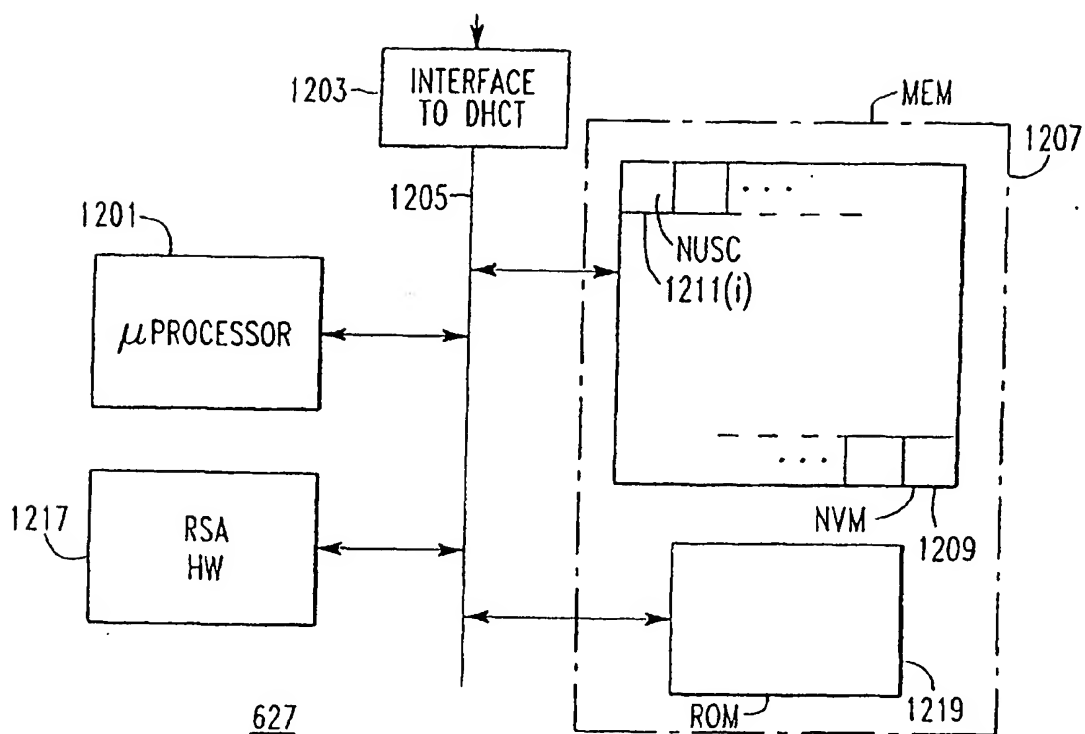 1203
INTERFACE
TO DHCT
MEM
1207
1205
1201
μPROCESSOR
. . .
NUSC
1211(i)
1217
RSA
HW
. . .
NVM
1209
ROM
1219
627